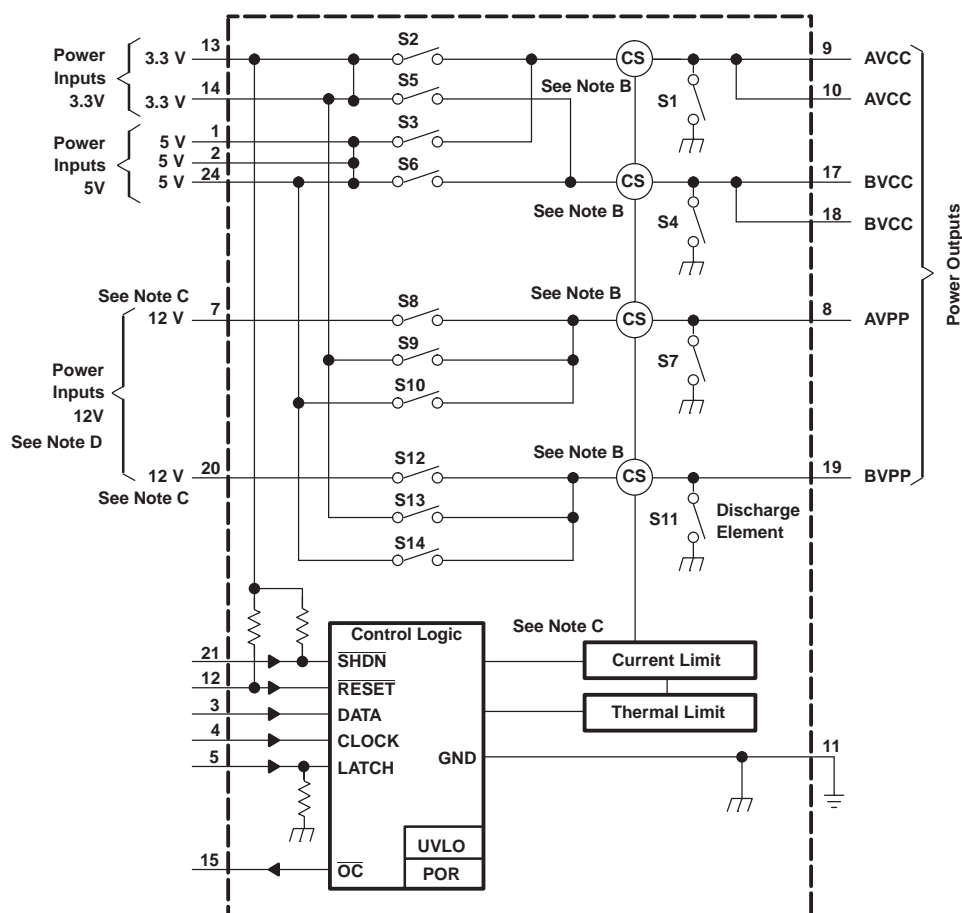 Power
Inputs
3.3V
3.3 V
13
3.3 V
14
Power
Inputs
5V
5 V
1
5 V
2
5 V
24
S2
S5
S3
S6
CS
See Note B
S1
CS
See Note B
S4
9
AVCC
10
AVCC
17
BVCC
18
BVCC
Power Outputs
See Note C
12 V
7
Power
Inputs
12V
See Note D
12 V
20
See Note C
S8
S9
S10
See Note B
CS
S7
8
AVPP
S12
S13
S14
See Note B
CS
S11
Discharge
Element
19
BVPP
Control Logic
21
SHDN
12
RESET
3
DATA
4
CLOCK
5
LATCH
15
OC
GND
UVLO
POR
See Note C
Current Limit
Thermal Limit
11